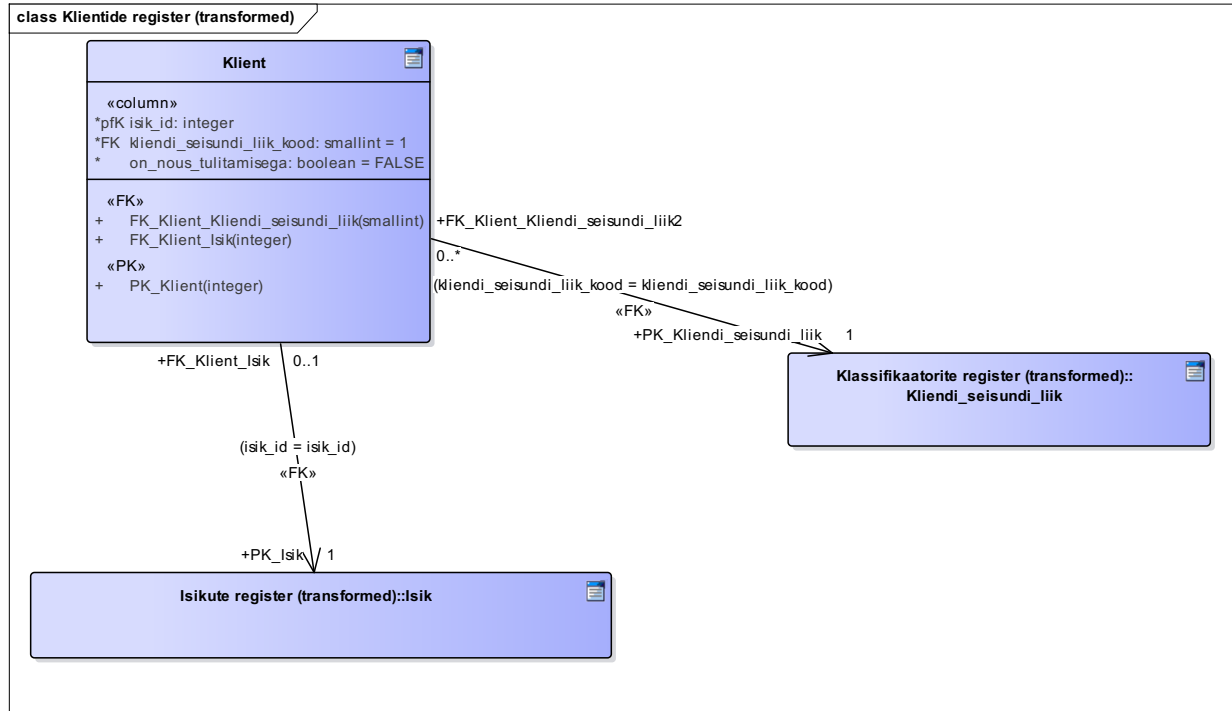 class Klientide register (transformed)
Klient
«column»
*pfK isik_id: integer
*FK kliendi_seisundi_liik_kood: smallint = 1
* on_nous_tulitamisega: boolean = FALSE
«FK»
+ FK_Klient_Kliendi_seisundi_liik(smallint)
+ FK_Klient_Isik(integer)
«PK»
+ PK_Klient(integer)
+FK_Klient_Kliendi_seisundi_liik2
0..*
(kliendi_seisundi_liik_kood = kliendi_seisundi_liik_kood)
«FK»
+PK_Kliendi_seisundi_liik 1
Klassifikaatorite register (transformed)::
Kliendi_seisundi_liik
+FK_Klient_Isik 0..1
(isik_id = isik_id)
«FK»
+PK_Isik 1
Isikute register (transformed)::Isik